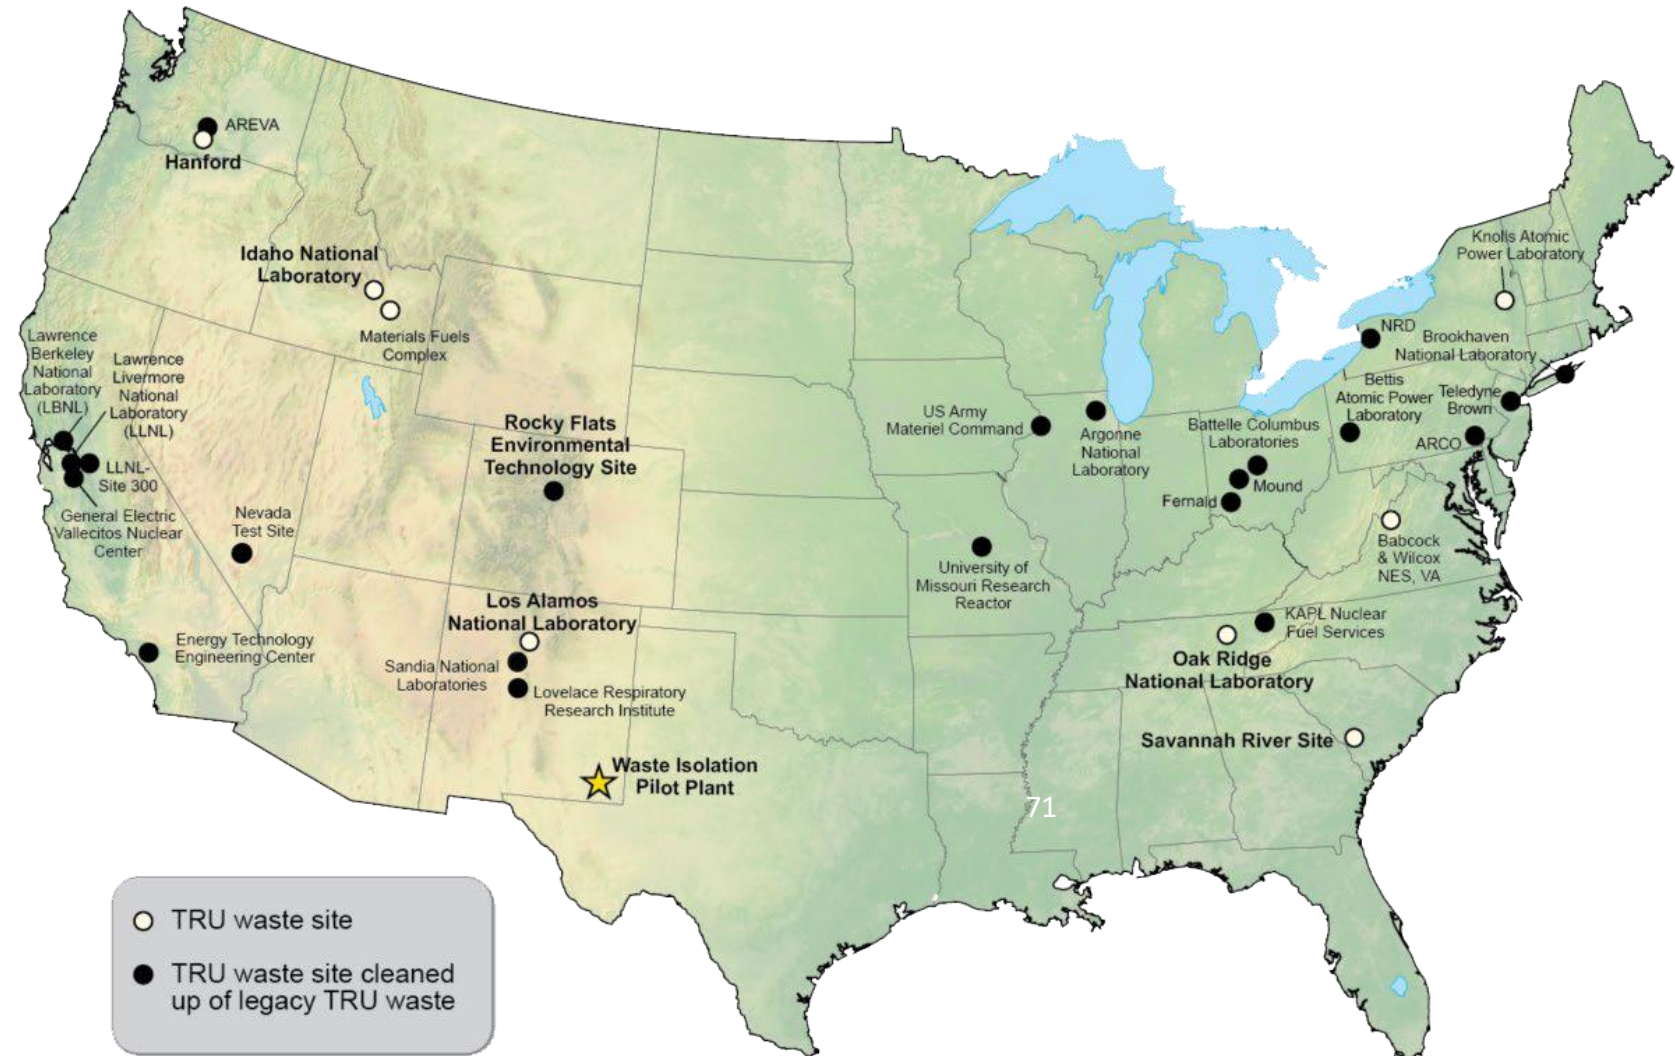 AREVA
Hanford
Idaho National
Laboratory
Materials Fuels
Complex
Lawrence
Berkeley
National
Laboratory
(LBNL)
Lawrence
Livermore
National
Laboratory
(LLNL)
LLNL-
Site 300
General Electric
Vallecitos Nuclear
Center
Nevada
Test Site
Energy Technology
Engineering Center
Rocky Flats
Environmental
Technology Site
Los Alamos
National Laboratory
Sandia National
Laboratories
Lovelace Respiratory
Research Institute
Waste Isolation
Pilot Plant
US Army
Materiel Command
Argonne
National
Laboratory
University of
Missouri Research
Reactor
Battelle Columbus
Laboratories
Mound
Fernald
Knolls Atomic
Power Laboratory
NRD
Brookhaven
National Laboratory
Bettis
Atomic Power
Laboratory
Teledyne
Brown
ARCO
Babcock
& Wilcox
NES, VA
KAPL Nuclear
Fuel Services
Oak Ridge
National Laboratory
Savannah River Site
71
TRU waste site
TRU waste site cleaned
up of legacy TRU waste